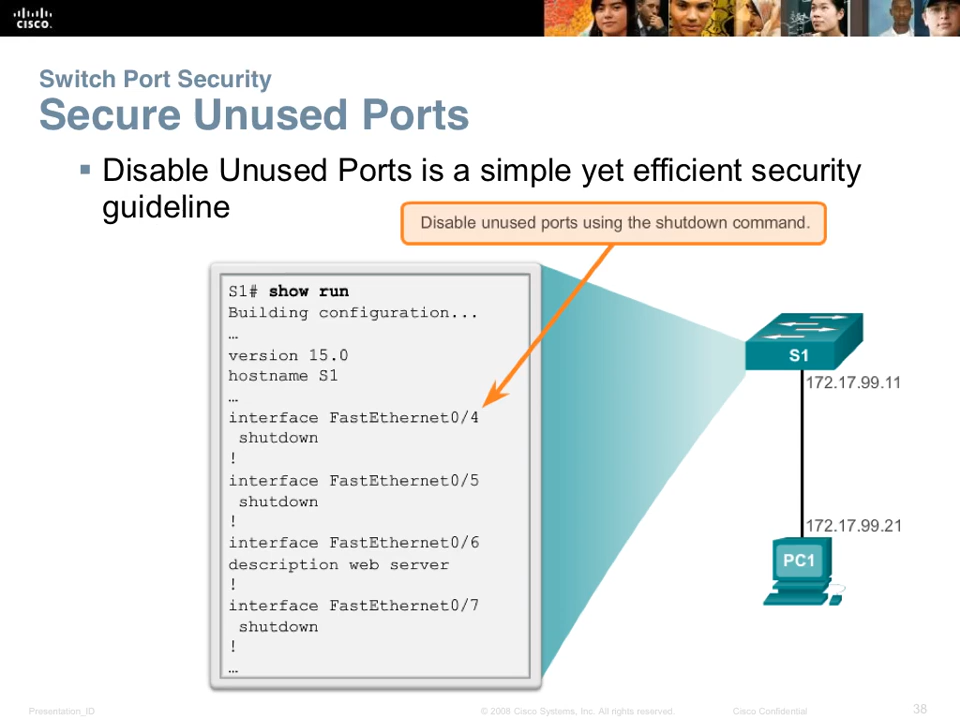 CISCO.
Switch Port Security
Secure Unused Ports
Disable Unused Ports is a simple yet efficient security
guideline
Disable unused ports using the shutdown command.
S1# show run
Building configuration...
…
version 15.0
hostname S1
…
interface FastEthernet0/4
shutdown
!
interface FastEthernet0/5
shutdown
!
interface FastEthernet0/6
description web server
!
interface FastEthernet0/7
shutdown
!
…
S1
172.17.99.11
172.17.99.21
PC1
Presentation_ID
© 2008 Cisco Systems, Inc. All rights reserved.
Cisco Confidential
38